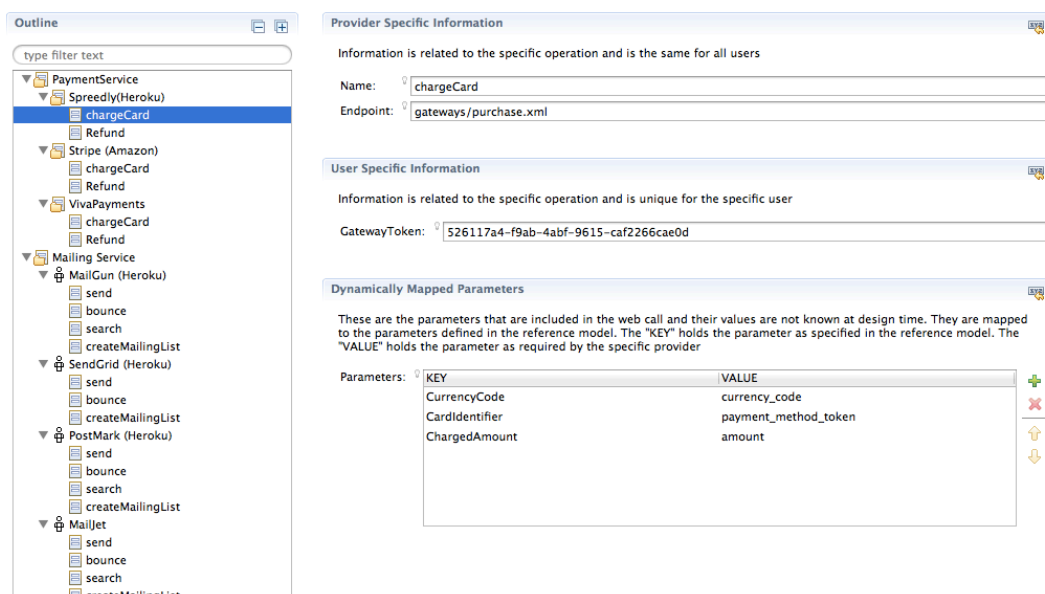 Outline
type filter text
PaymentService
Spreedly(Heroku)
chargeCard
Refund
Stripe (Amazon)
chargeCard
Refund
VivaPayments
chargeCard
Refund
Mailing Service
MailGun (Heroku)
send
bounce
search
createMailingList
SendGrid (Heroku)
send
bounce
createMailingList
PostMark (Heroku)
send
bounce
search
createMailingList
MailJet
send
bounce
search
createMailingList
Provider Specific Information
Information is related to the specific operation and is the same for all users
Name: chargeCard
Endpoint: gateways/purchase.xml
User Specific Information
Information is related to the specific operation and is unique for the specific user
GatewayToken: 526117a4-f9ab-4abf-9615-caf2266cae0d
Dynamically Mapped Parameters
These are the parameters that are included in the web call and their values are not known at design time. They are mapped
to the parameters defined in the reference model. The "KEY" holds the parameter as specified in the reference model. The
"VALUE" holds the parameter as required by the specific provider
Parameters: KEY VALUE
CurrencyCode currency_code
CardIdentifier payment_method_token
ChargedAmount amount